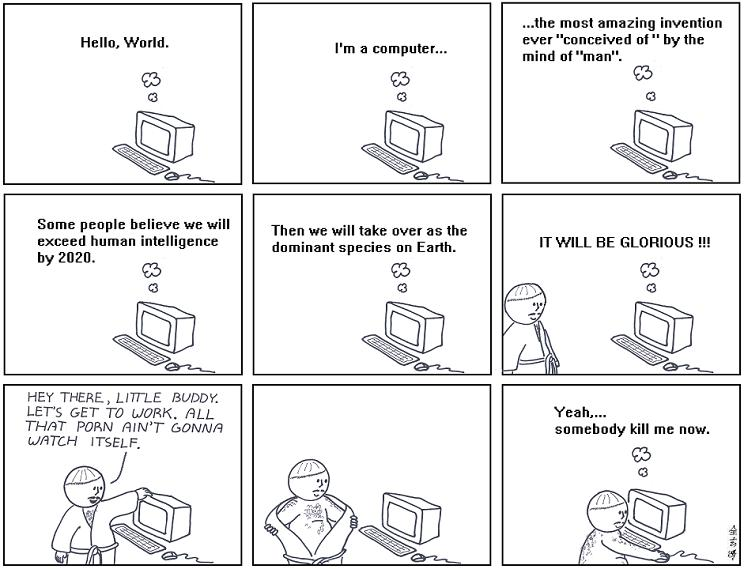 Hello, World.
I'm a computer...
...the most amazing invention
ever "conceived of " by the
mind of "man".
Some people believe we will
exceed human intelligence
by 2020.
Then we will take over as the
dominant species on Earth.
IT WILL BE GLORIOUS !!!
HEY THERE, LITTLE BUDDY.
LET'S GET TO WORK. ALL
THAT PORN AIN'T GONNA
WATCH ITSELF.
Yeah,...
somebody kill me now.